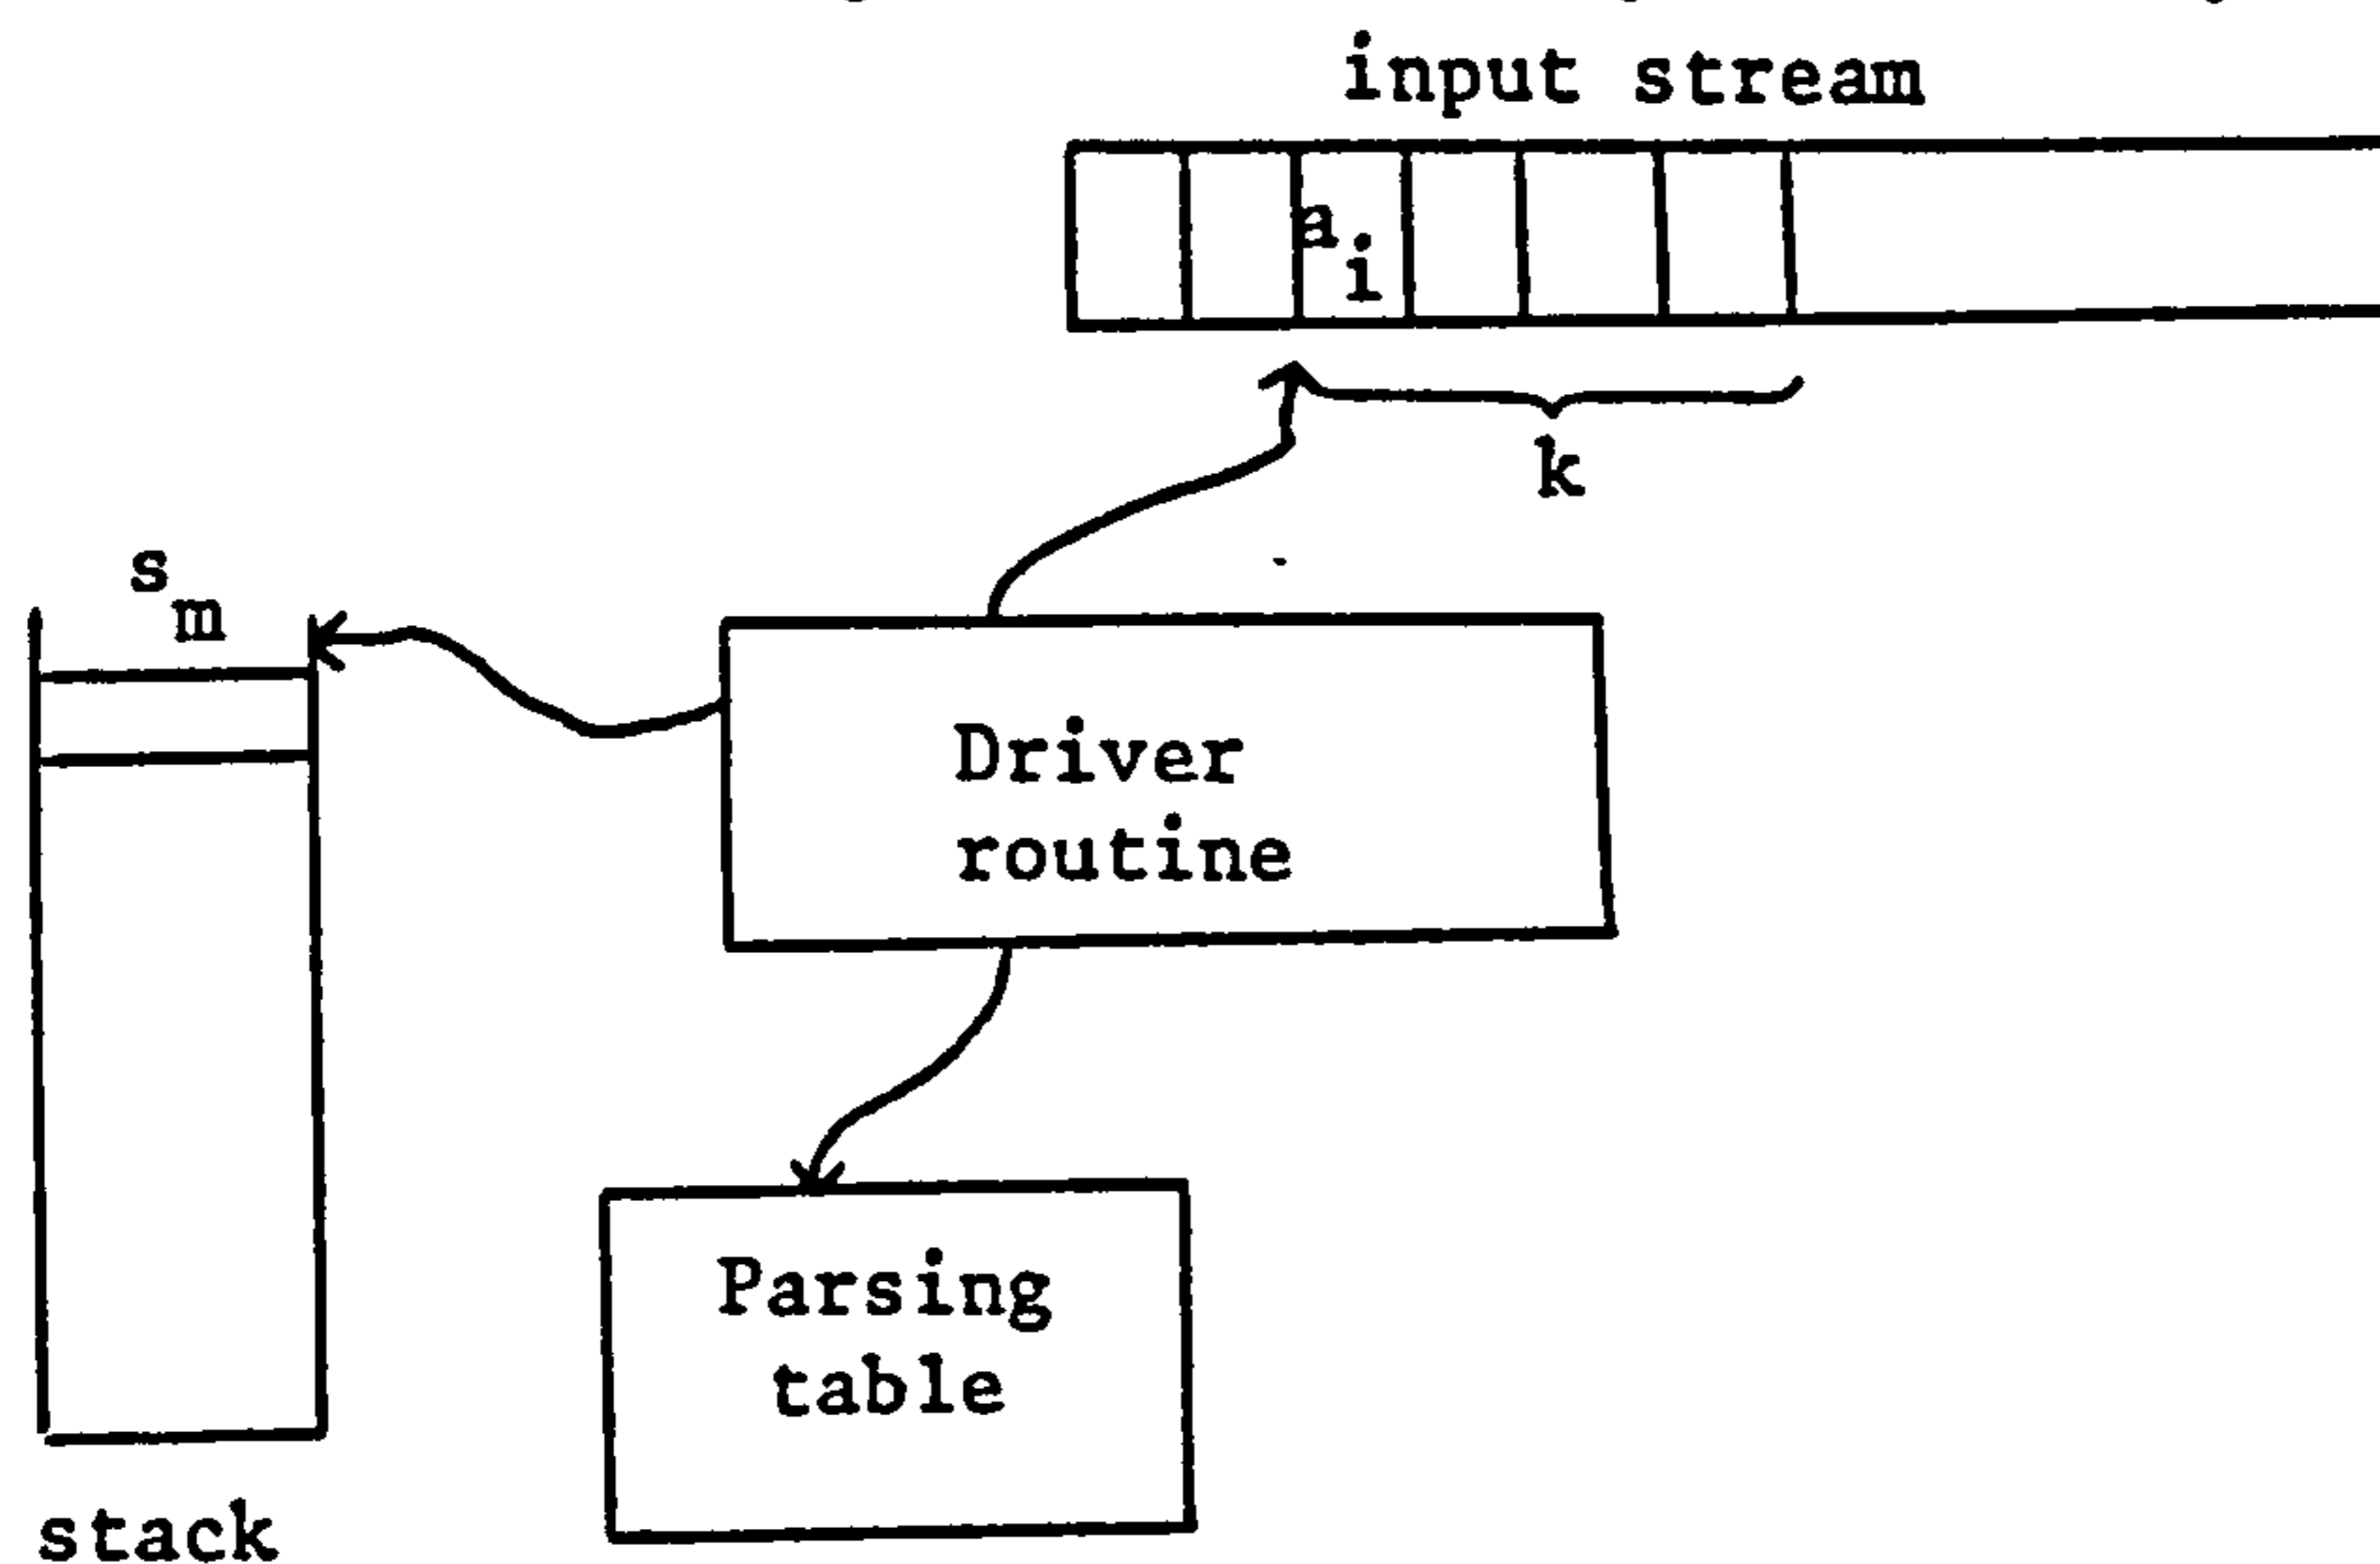 input stream
a i
k
s m
Driver
routine
Parsing
table
stack